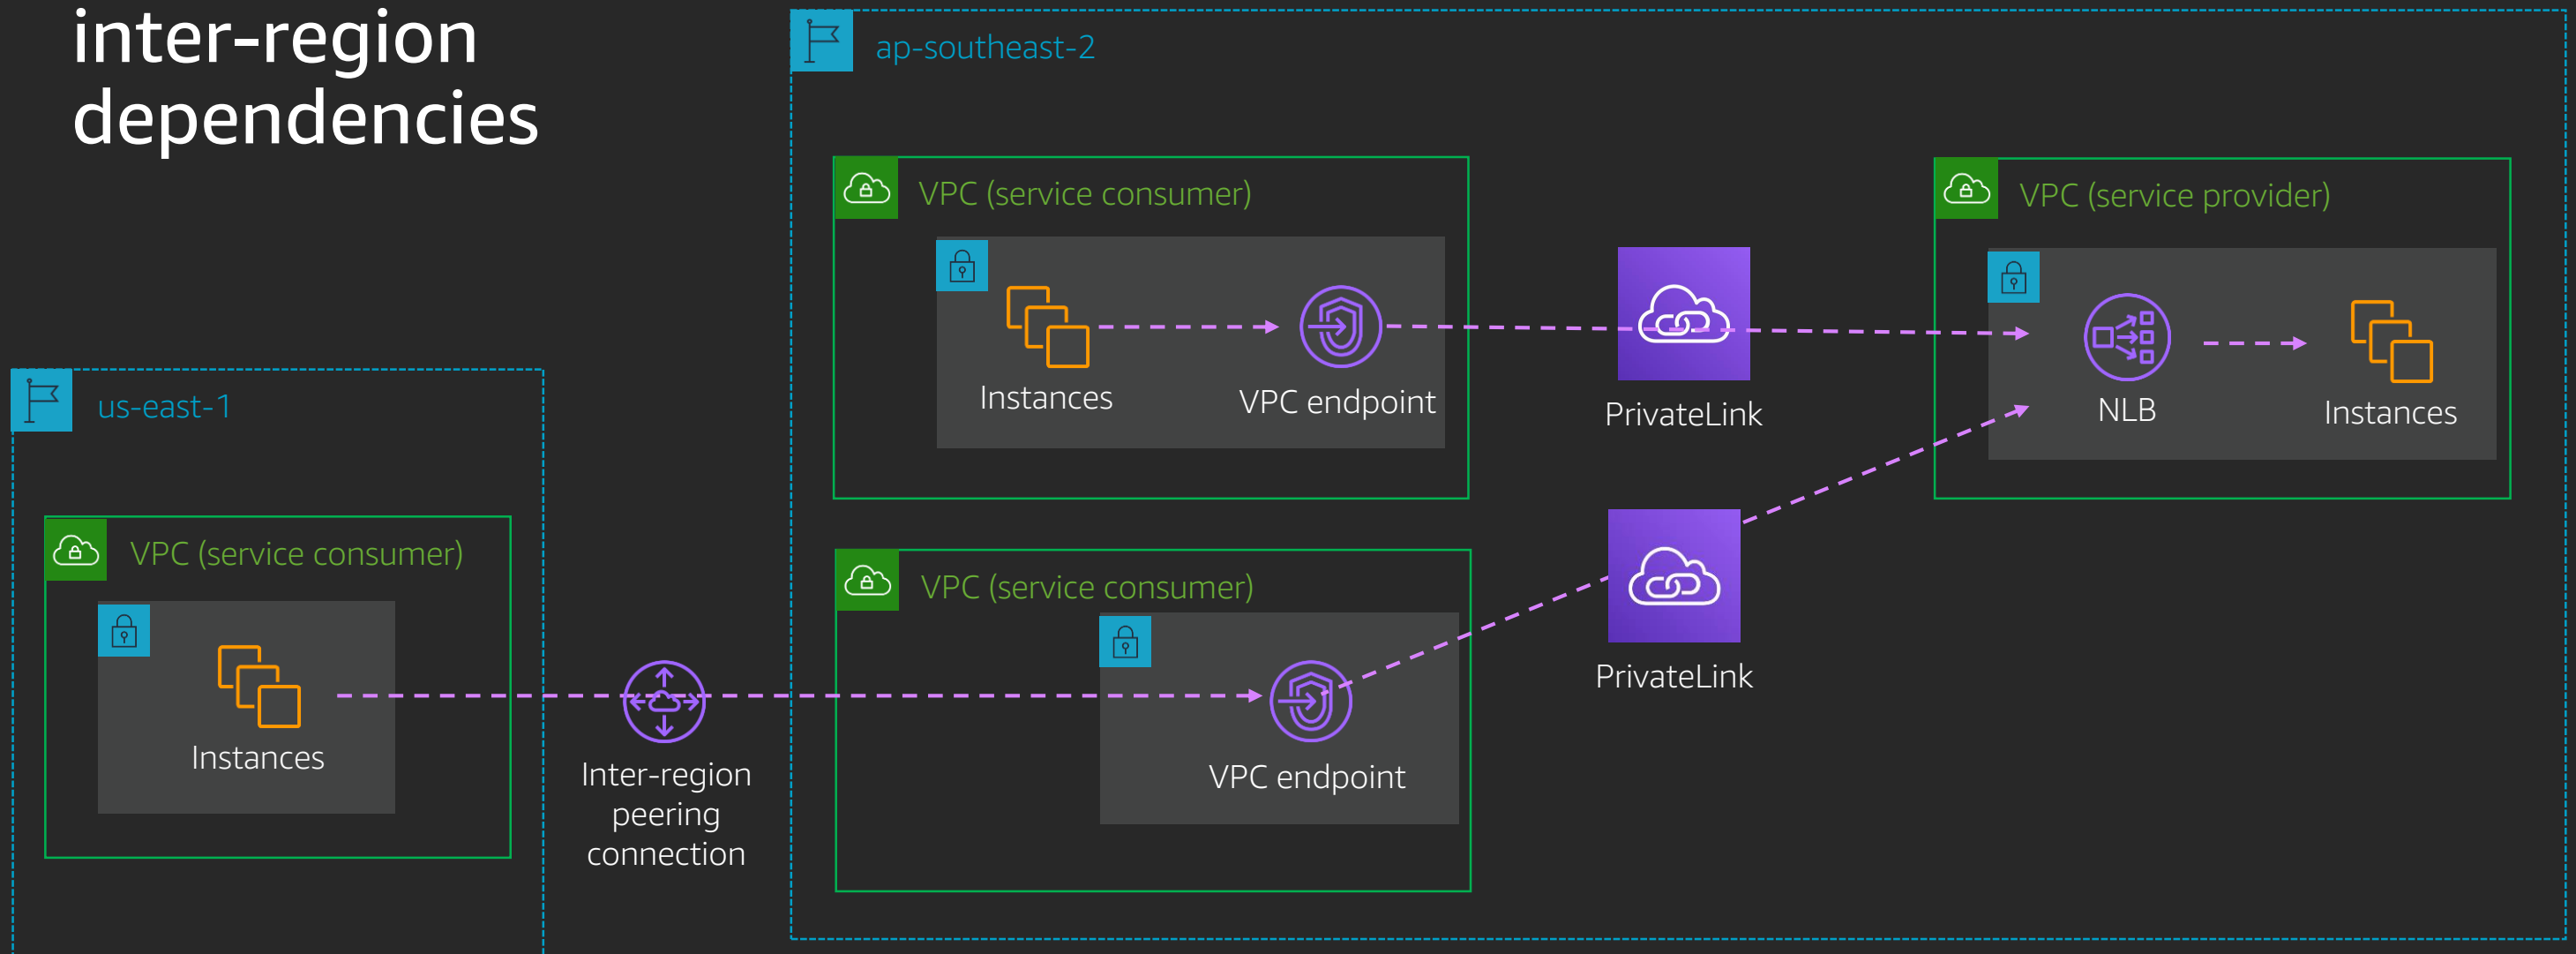 inter-region
dependencies
ap-southeast-2
VPC (service consumer)
Instances
VPC endpoint
PrivateLink
VPC (service provider)
NLB
Instances
us-east-1
VPC (service consumer)
Instances
Inter-region
peering
connection
VPC (service consumer)
VPC endpoint
PrivateLink